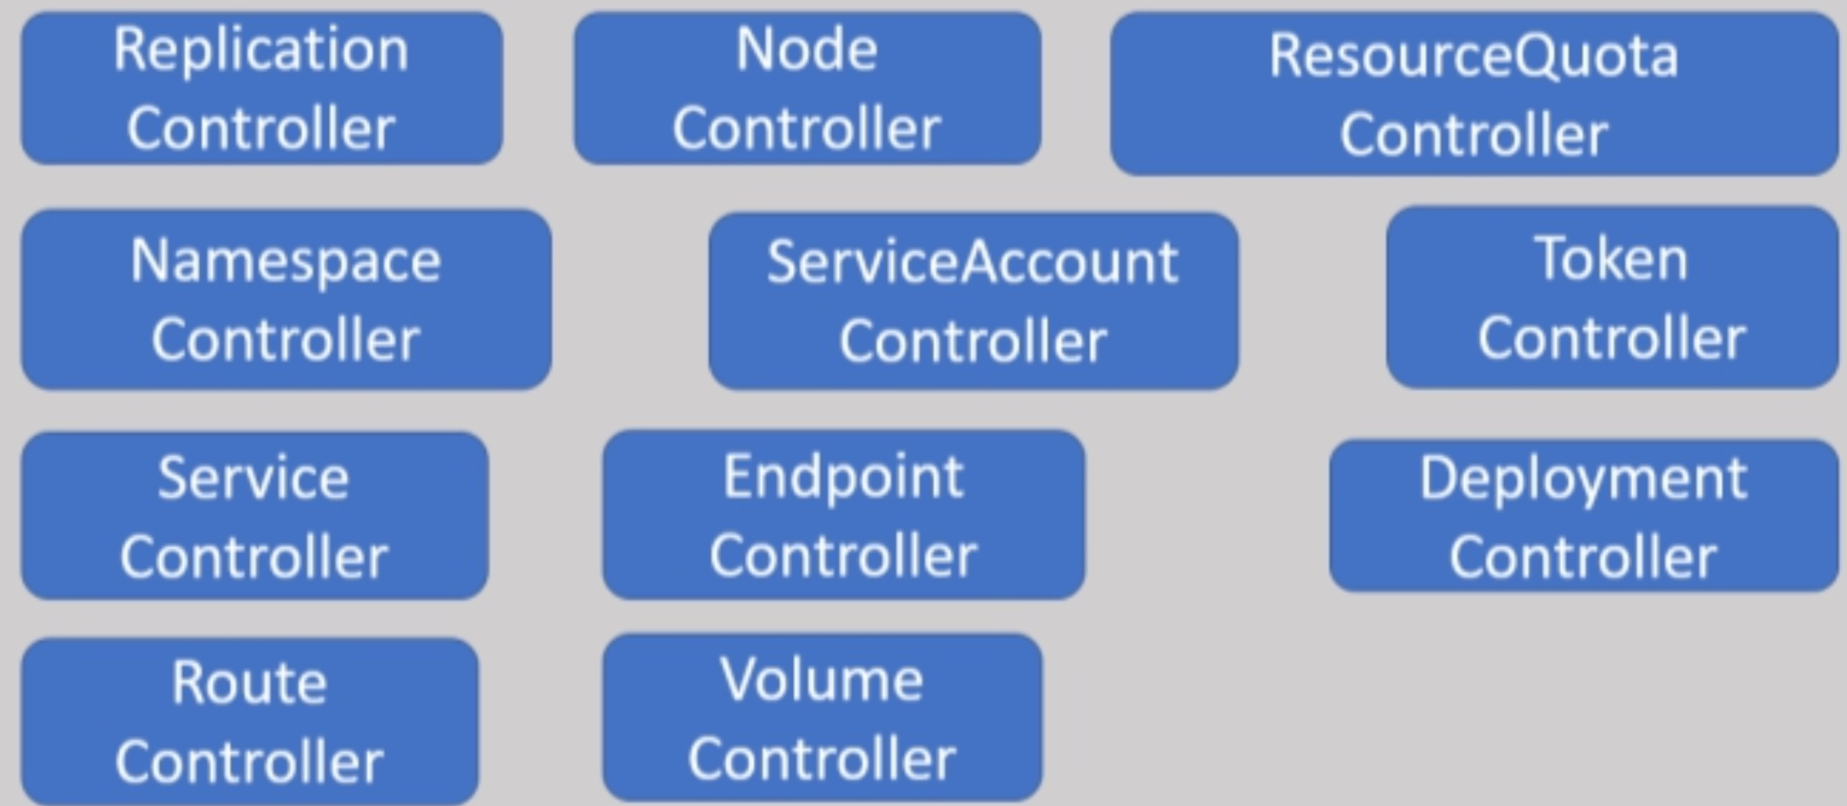 Replication
Controller
Node
Controller
ResourceQuota
Controller
Namespace
Controller
ServiceAccount
Controller
Token
Controller
Service
Controller
Endpoint
Controller
Deployment
Controller
Route
Controller
Volume
Controller